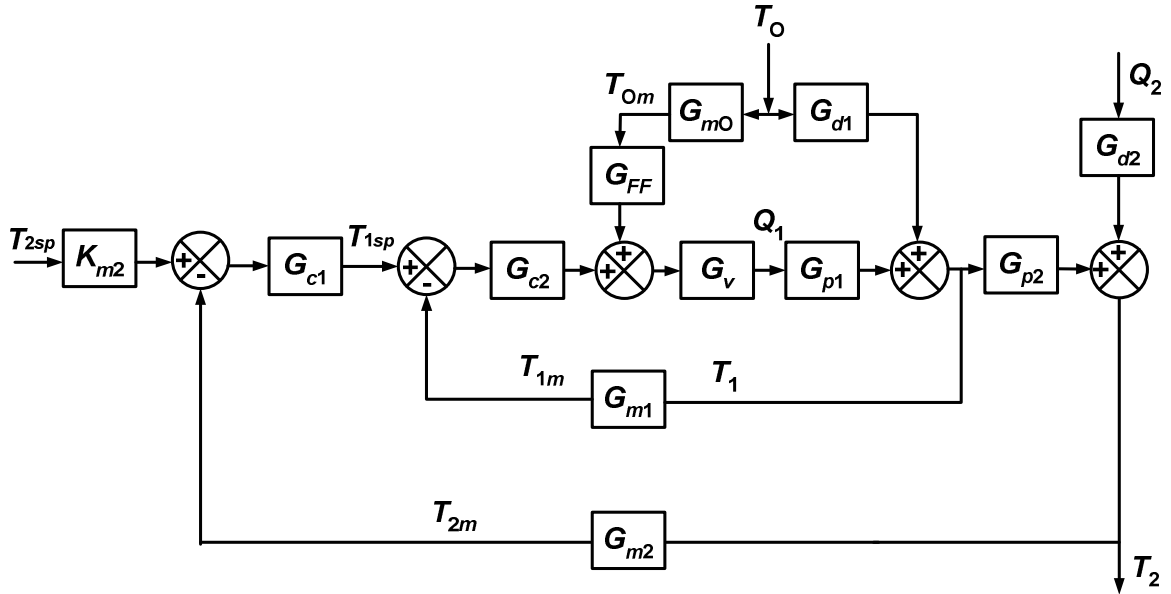 T_O
T_Om
G_m0
G_d1
Q_2
G_d2
G_FF
T_2sp
K_m2
+
-
G_c1
T_1sp
+
-
G_c2
+
+
G_v
Q_1
G_p1
+
+
G_p2
+
+
T_1m
G_m1
T_1
T_2m
G_m2
T_2